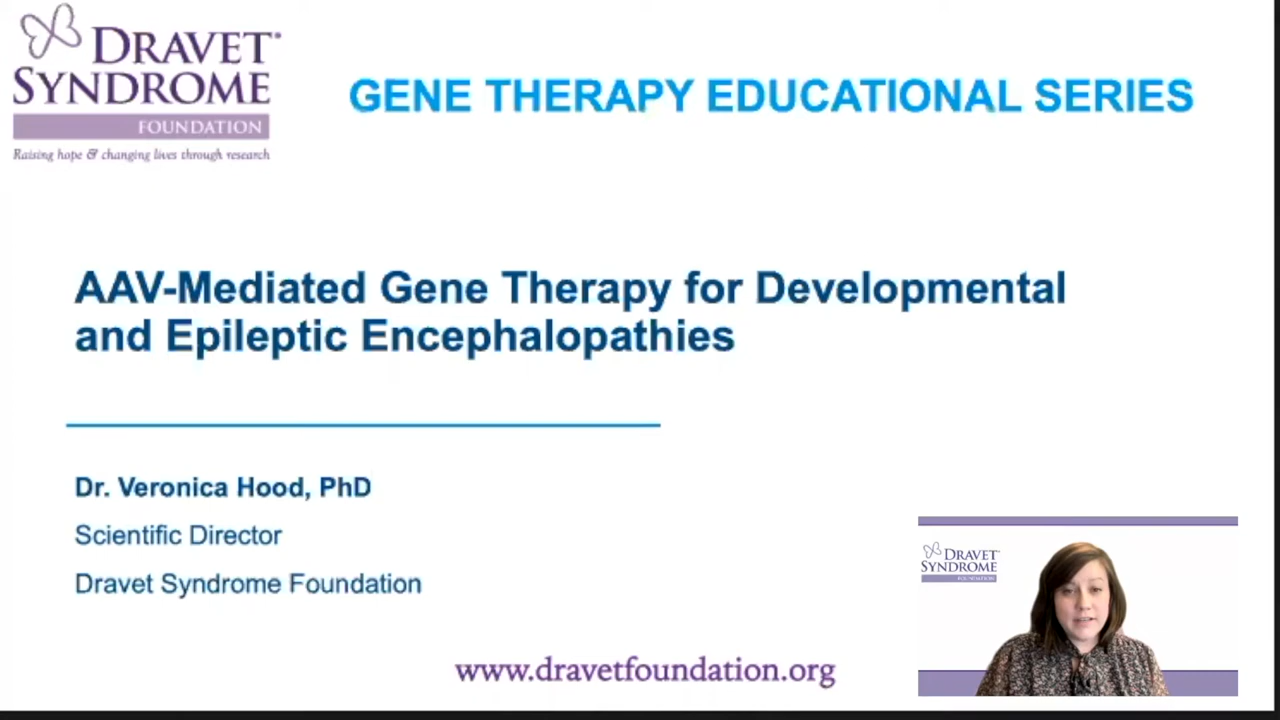 DRAVET®
SYNDROME
FOUNDATION
Raising hope & changing lives through research
GENE THERAPY EDUCATIONAL SERIES
AAV-Mediated Gene Therapy for Developmental
and Epileptic Encephalopathies
Dr. Veronica Hood, PhD
Scientific Director
Dravet Syndrome Foundation
www.dravetfoundation.org
DRAVET
SYNDROME
FOUNDATION